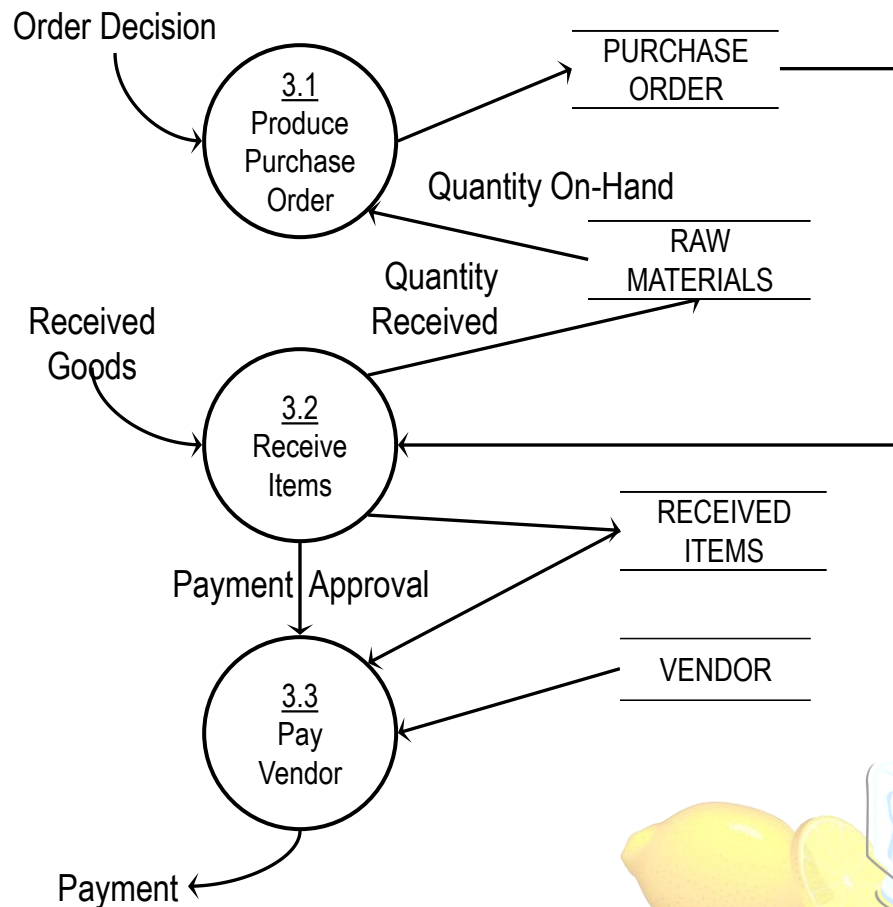 Order Decision
3.1
Produce
Purchase
Order
PURCHASE
ORDER
Quantity On-Hand
RAW
MATERIALS
Quantity
Received
Received
Goods
3.2
Receive
Items
RECEIVED
ITEMS
Payment Approval
VENDOR
3.3
Pay
Vendor
Payment